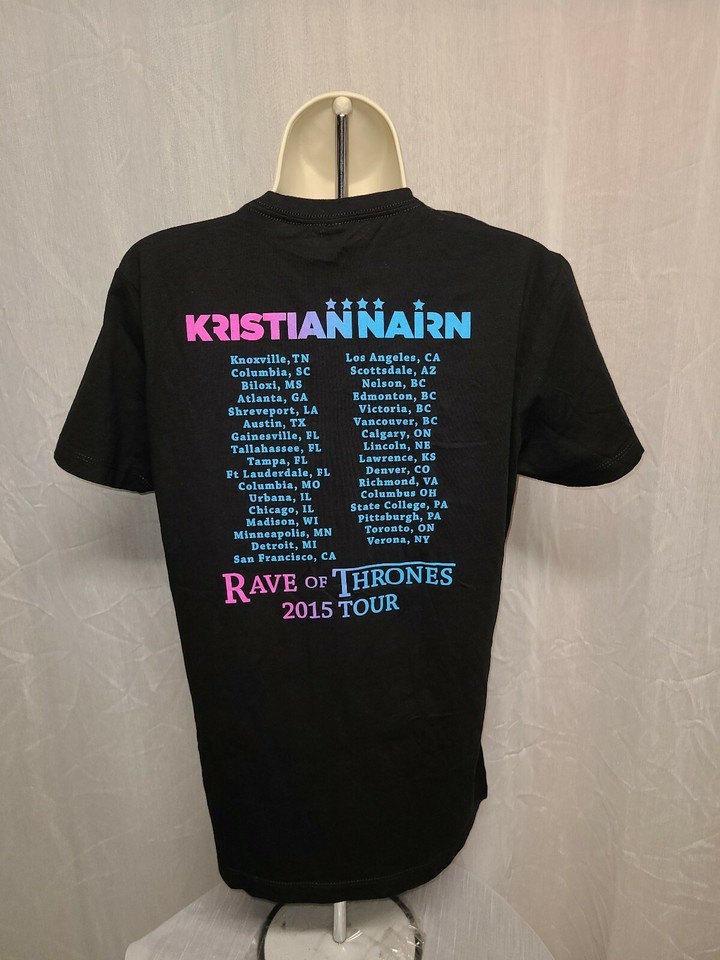 KRISTIANNAIRN
Knoxville, TN
Columbia, SC
Biloxi, MS
Atlanta, GA
Shreveport, LA
Austin, TX
Gainesville, FL
Tallahassee, FL
Tampa, FL
Ft Lauderdale, FL
Columbia, MO
Urbana, IL
Chicago, IL
Madison, WI
Minneapolis, MN
Detroit, MI
San Francisco, CA
Los Angeles, CA
Scottsdale, AZ
Nelson, BC
Edmonton, BC
Victoria, BC
Vancouver, BC
Calgary, ON
Lincoln, NE
Lawrence, KS
Denver, CO
Richmond, VA
Columbus OH
State College, PA
Pittsburgh, PA
Toronto, ON
Verona, NY
RAVE OF THRONES
2015 TOUR